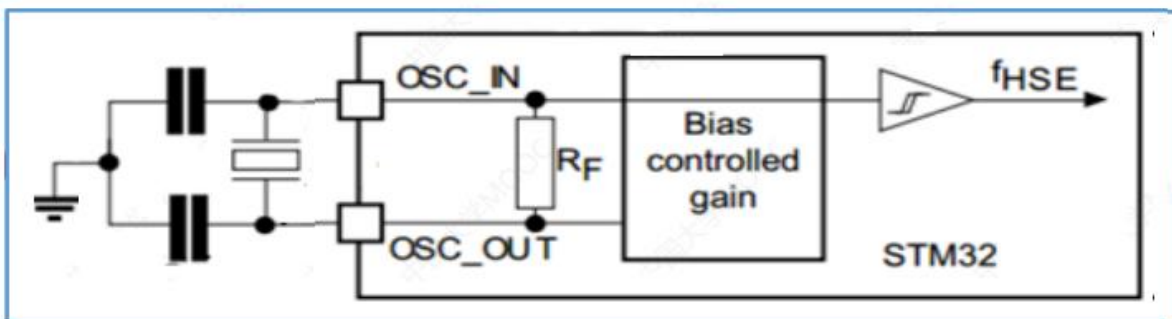 OSC_IN
fHSE
Bias
controlled
gain
RF
OSC_OUT
STM32